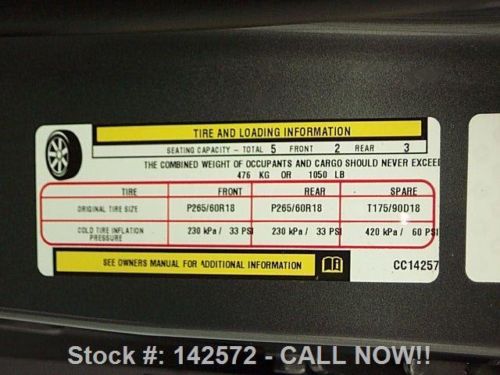 TIRE AND LOADING INFORMATION
SEATING CAPACITY - TOTAL 5 FRONT 2 REAR 3
THE COMBINED WEIGHT OF OCCUPANTS AND CARGO SHOULD NEVER EXCEED
476 KG OR 1050 LB
TIRE FRONT REAR SPARE
ORIGINAL TIRE SIZE P265/60R18 P265/60R18 T175/90D18
COLD TIRE INFLATION PRESSURE 230 kPa / 33 PSI 230 kPa / 33 PSI 420 kPa / 60 PSI
SEE OWNERS MANUAL FOR ADDITIONAL INFORMATION
CC14257
Stock #: 142572 - CALL NOW!!